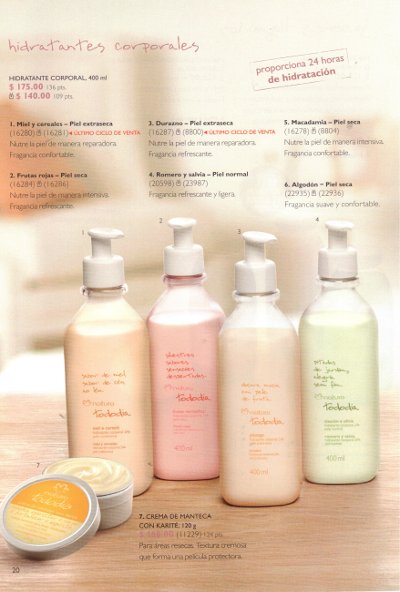 hidratantes corporales
proporciona 24 horas
de hidratación
HIDRATANTE CORPORAL, 400 ml
$ 175.00 136 pts.
$ 140.00 109 pts.
1. Miel y cereales – Piel extraseca
(16280) (16281) ◄ ÚLTIMO CICLO DE VENTA
Nutre la piel de manera reparadora.
Fragancia confortable.
2. Frutas rojas – Piel seca
(16284) (16286)
Nutre la piel de manera intensiva.
Fragancia refrescante.
3. Durazno – Piel extraseca
(16287) (8800) ◄ ÚLTIMO CICLO DE VENTA
Nutre la piel de manera reparadora.
Fragancia refrescante.
4. Romero y salvia – Piel normal
(20598) (23987)
Fragancia refrescante y ligera.
5. Macadamia – Piel seca
(16278) (8804)
Nutre la piel de manera intensiva.
Fragancia confortable.
6. Algodón – Piel seca
(22935) (22936)
Fragancia suave y confortable.
1
2
3
4
natura
tododia
400 ml
natura
tododia
400 ml
natura
tododia
400 ml
natura
tododia
7
7. CREMA DE MANTECA
CON KARITÉ, 120 g
(11229)
Para áreas resecas. Textura cremosa
que forma una película protectora.
20